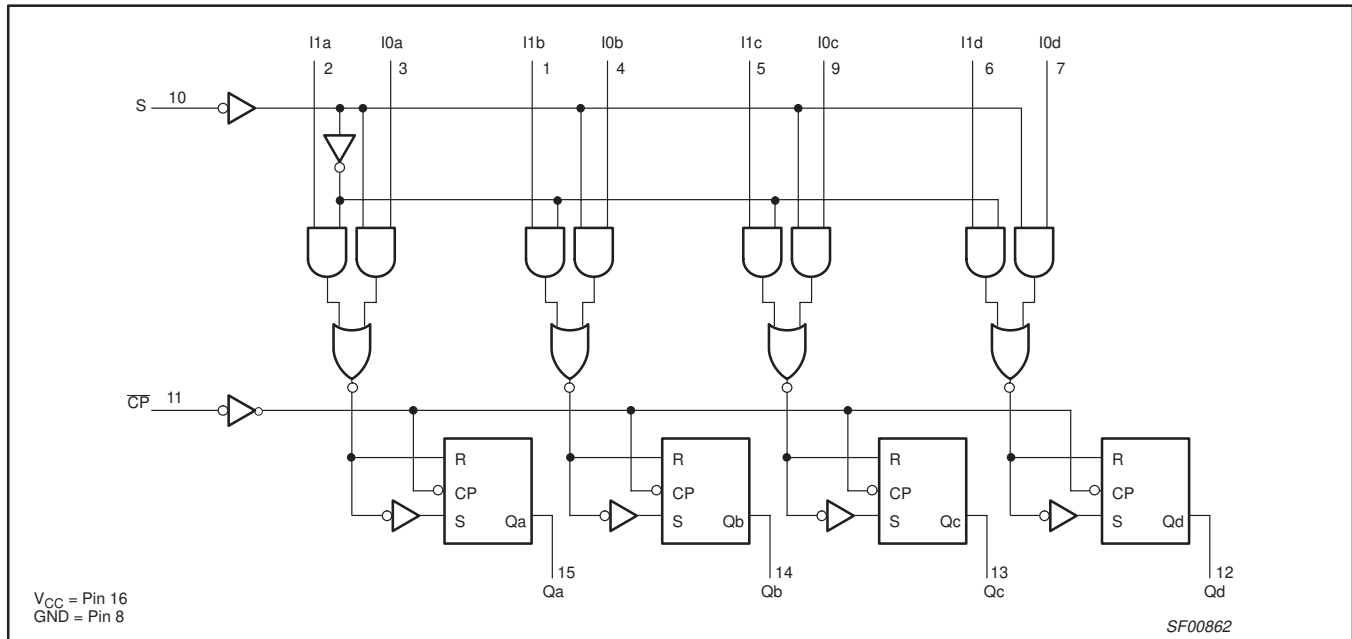 I1a I0a I1b I0b I1c I0c I1d I0d
2 3 1 4 5 9 6 7
S 10
C̅P̅ 11
R R R R
CP CP CP CP
S Qa S Qb S Qc S Qd
15 14 13 12
Qa Qb Qc Qd
VCC = Pin 16
GND = Pin 8
SF00862